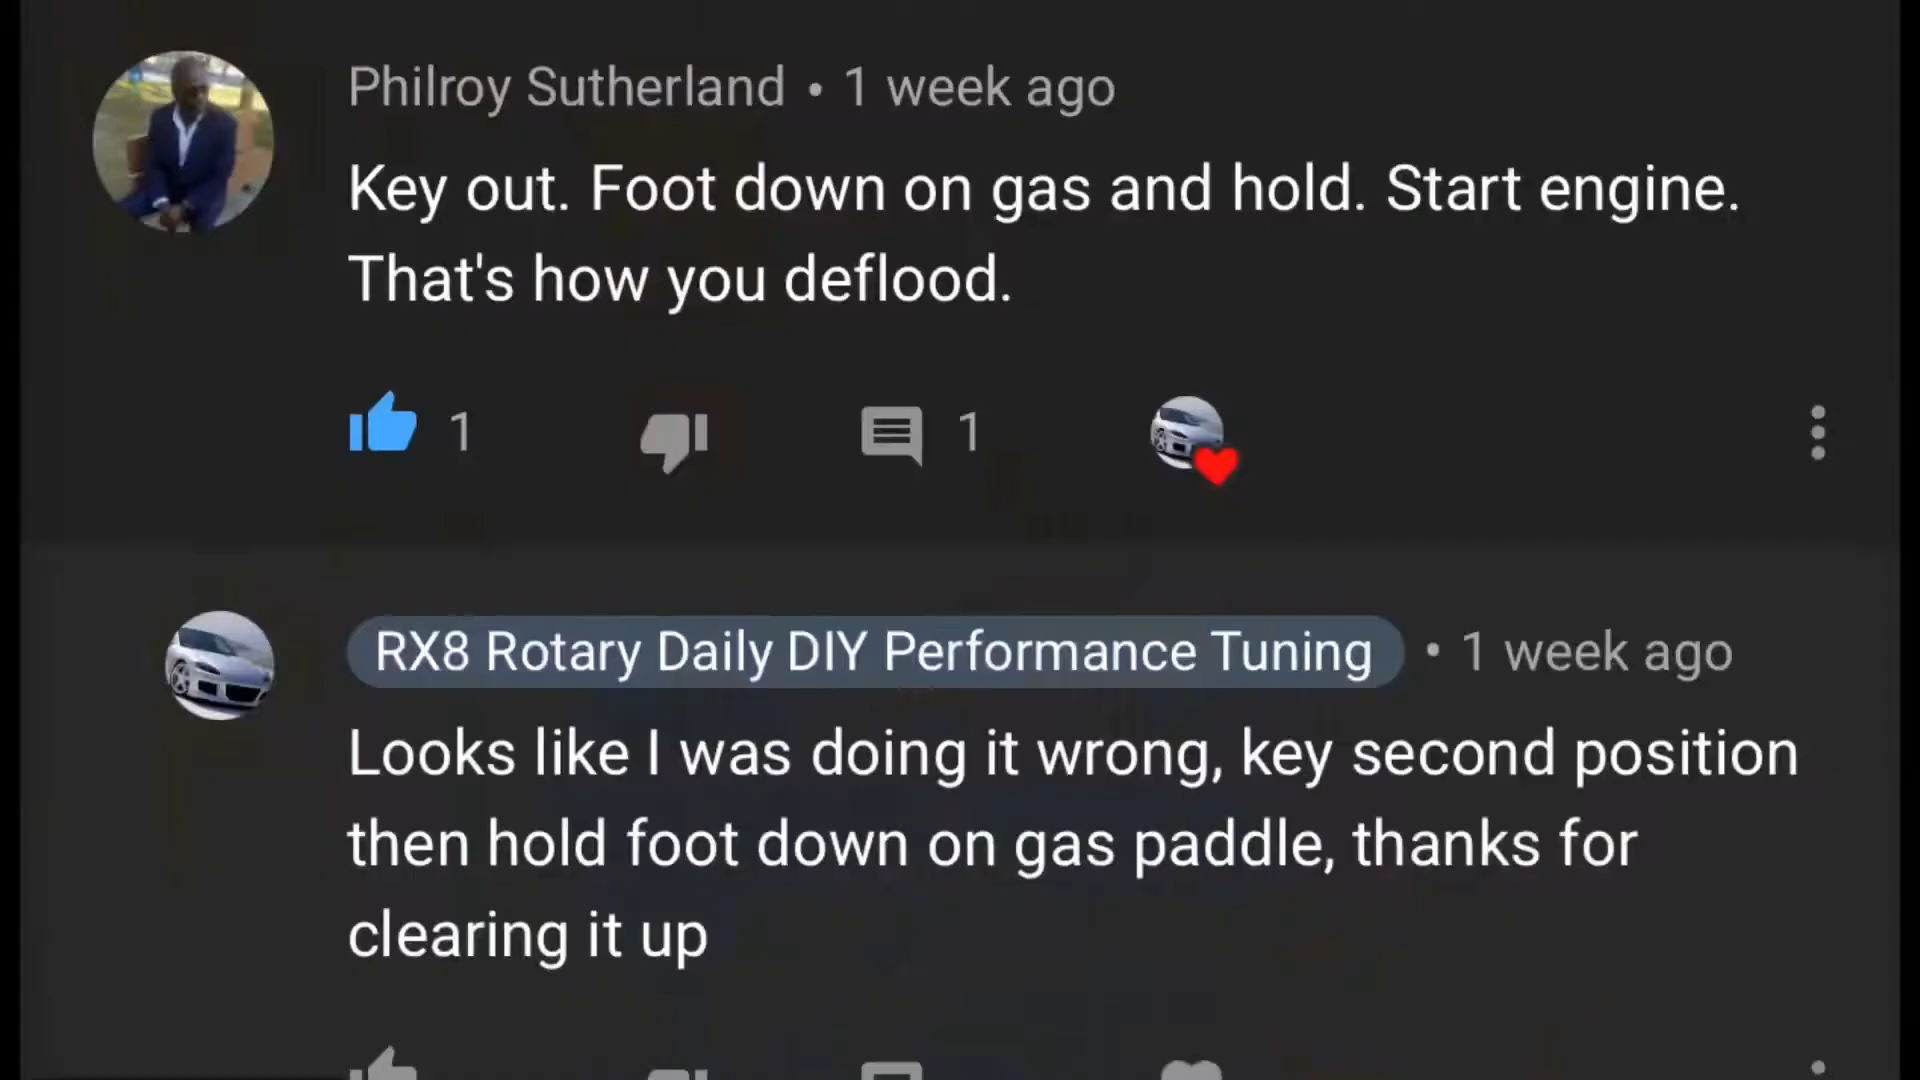 Philroy Sutherland • 1 week ago
Key out. Foot down on gas and hold. Start engine.
That's how you deflood.
1
1
RX8 Rotary Daily DIY Performance Tuning • 1 week ago
Looks like I was doing it wrong, key second position
then hold foot down on gas paddle, thanks for
clearing it up